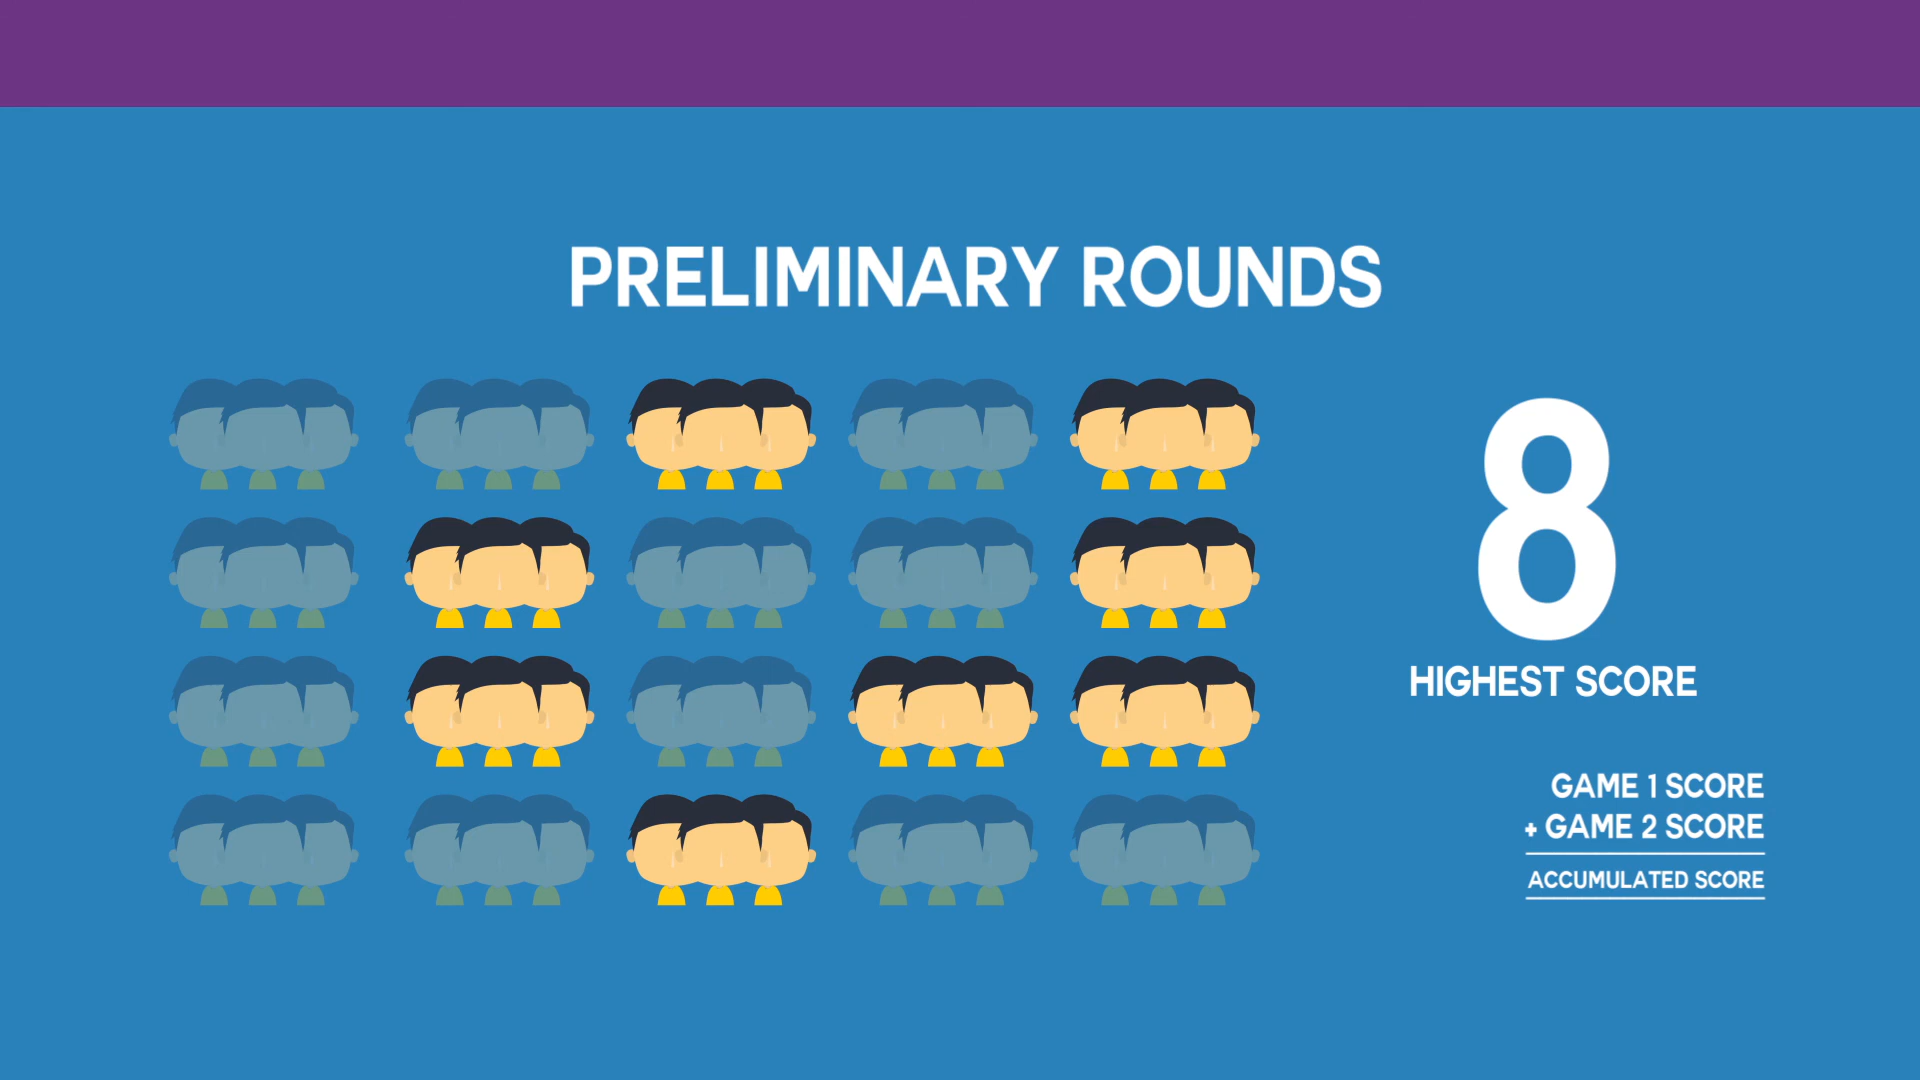 PRELIMINARY ROUNDS
8
HIGHEST SCORE
GAME 1 SCORE
+ GAME 2 SCORE
ACCUMULATED SCORE